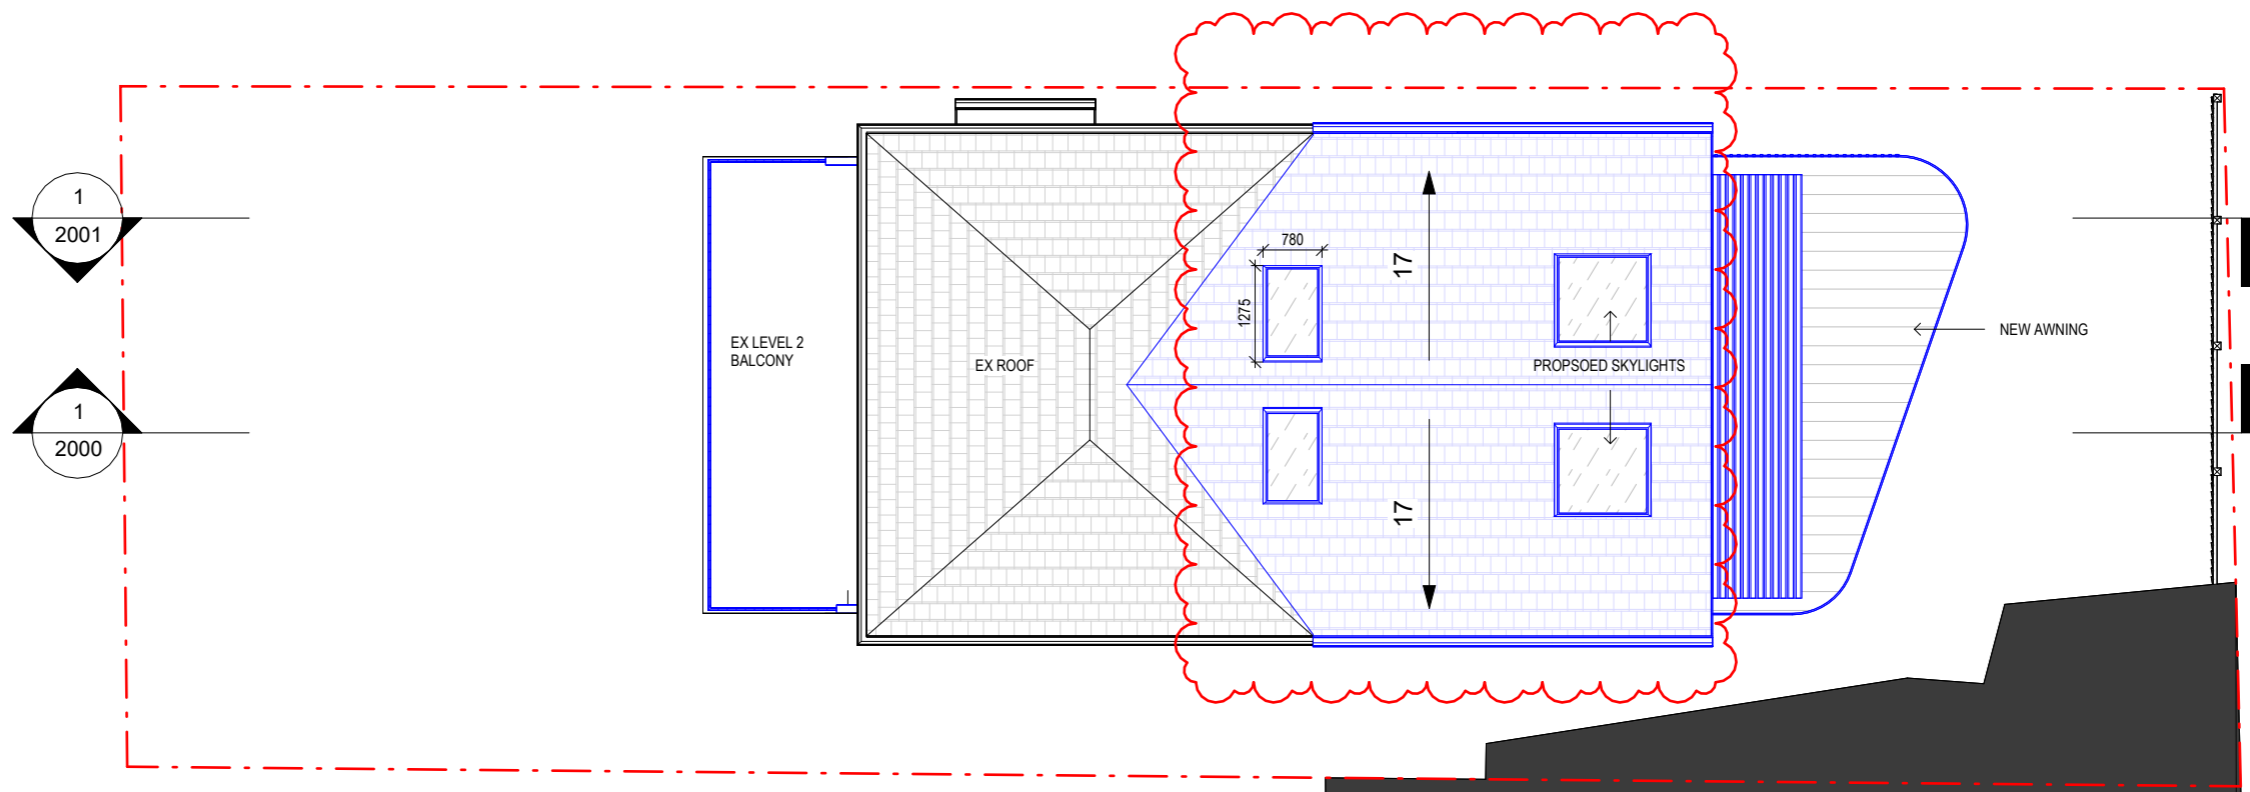 1
2001
1
2000
EX LEVEL 2
BALCONY
EX ROOF
780
1275
17
17
PROPSOED SKYLIGHTS
NEW AWNING